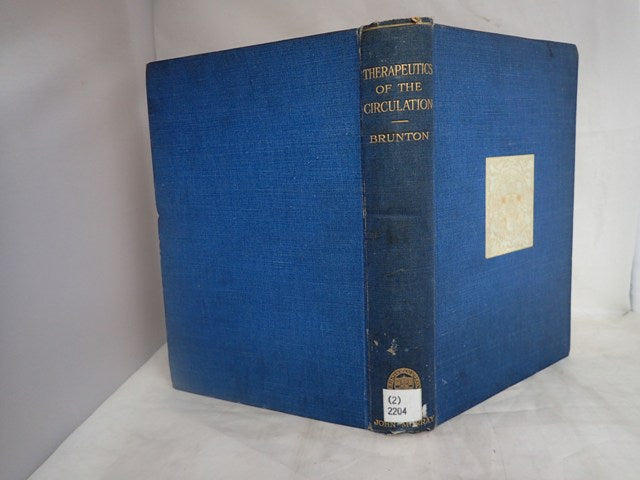 THERAPEUTICS
OF THE
CIRCULATION
BRUNTON
(2)
2204
JOHN MURRAY